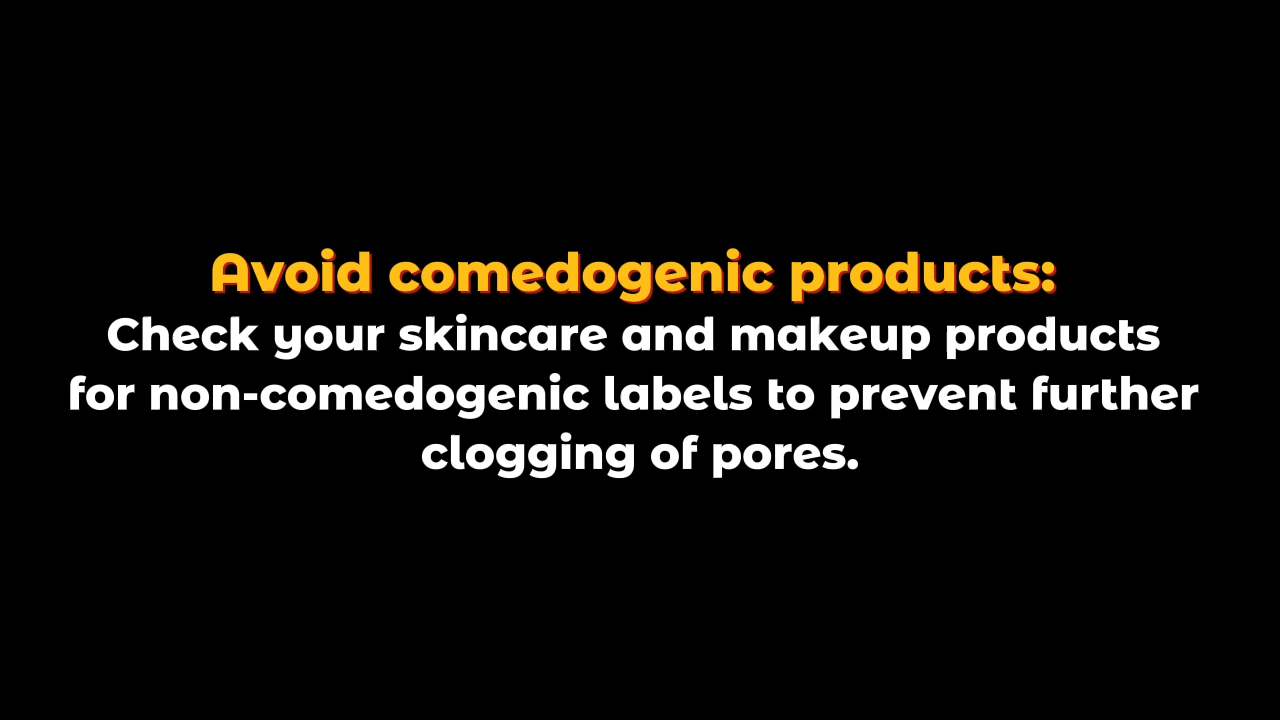 Avoid comedogenic products:
Check your skincare and makeup products
for non-comedogenic labels to prevent further
clogging of pores.